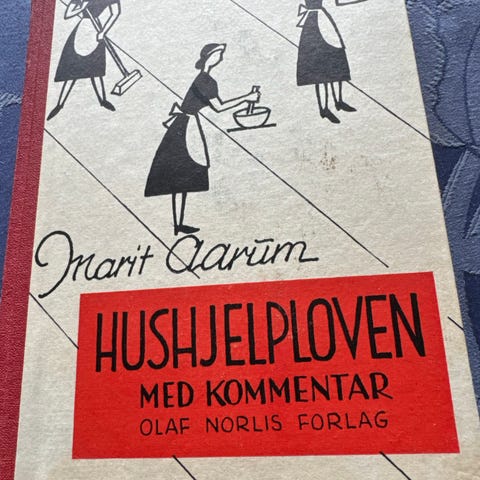 Marit Aarum
HUSHJELPLOVEN
MED KOMMENTAR
OLAF NORLIS FORLAG